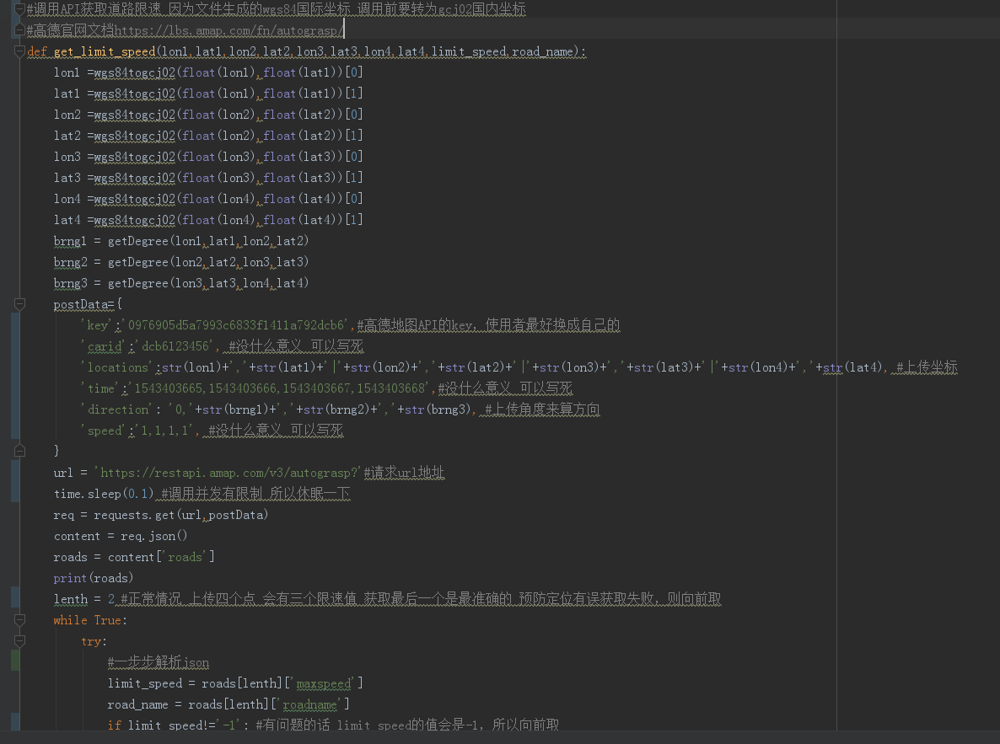 #调用API获取道路限速 因为文件生成的wgs84国际坐标 调用前要转为gcj02国内坐标
#高德官网文档https://lbs.amap.com/fn/autograsp/
def get_limit_speed(lon1,lat1,lon2,lat2,lon3,lat3,lon4,lat4,limit_speed,road_name):
lon1 =wgs84togcj02(float(lon1),float(lat1))[0]
lat1 =wgs84togcj02(float(lon1),float(lat1))[1]
lon2 =wgs84togcj02(float(lon2),float(lat2))[0]
lat2 =wgs84togcj02(float(lon2),float(lat2))[1]
lon3 =wgs84togcj02(float(lon3),float(lat3))[0]
lat3 =wgs84togcj02(float(lon3),float(lat3))[1]
lon4 =wgs84togcj02(float(lon4),float(lat4))[0]
lat4 =wgs84togcj02(float(lon4),float(lat4))[1]
brng1 = getDegree(lon1,lat1,lon2,lat2)
brng2 = getDegree(lon2,lat2,lon3,lat3)
brng3 = getDegree(lon3,lat3,lon4,lat4)
postData={
'key':'0976905d5a7993c6833f1411a792dcb6',#高德地图API的key, 使用者最好换成自己的
'carid':'dcb6123456', #没什么意义 可以写死
'locations':str(lon1)+','+str(lat1)+'|'+str(lon2)+','+str(lat2)+'|'+str(lon3)+','+str(lat3)+'|'+str(lon4)+','+str(lat4), #上传坐标
'time':'1543403665,1543403666,1543403667,1543403668',#没什么意义 可以写死
'direction': '0,'+str(brng1)+','+str(brng2)+','+str(brng3), #上传角度来算方向
'speed':'1,1,1,1', #没什么意义 可以写死
}
url = 'https://restapi.amap.com/v3/autograsp?'#请求url地址
time.sleep(0.1) #调用并发有限制 所以休眠一下
req = requests.get(url,postData)
content = req.json()
roads = content['roads']
print(roads)
lenth = 2 #正常情况 上传四个点 会有三个限速值 获取最后一个是最准确的 预防定位有误获取失败，则向前取
while True:
try:
#一步步解析json
limit_speed = roads[lenth]['maxspeed']
road_name = roads[lenth]['roadname']
if limit_speed!='-1': #有问题的话 limit_speed的值会是-1，所以向前取